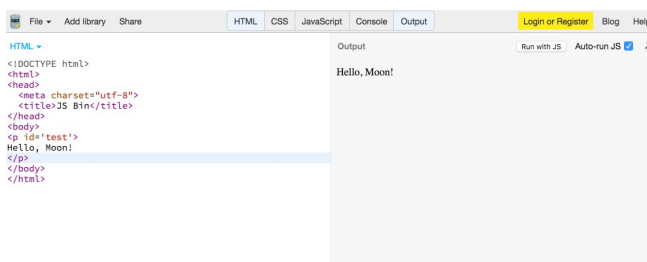 File Add library Share HTML CSS JavaScript Console Output Login or Register Blog Help
HTML
<!DOCTYPE html>
<html>
<head>
  <meta charset="utf-8">
  <title>JS Bin</title>
</head>
<body>
<p id='test'>
Hello, Moon!
</p>
</body>
</html>
Output Run with JS Auto-run JS
Hello, Moon!